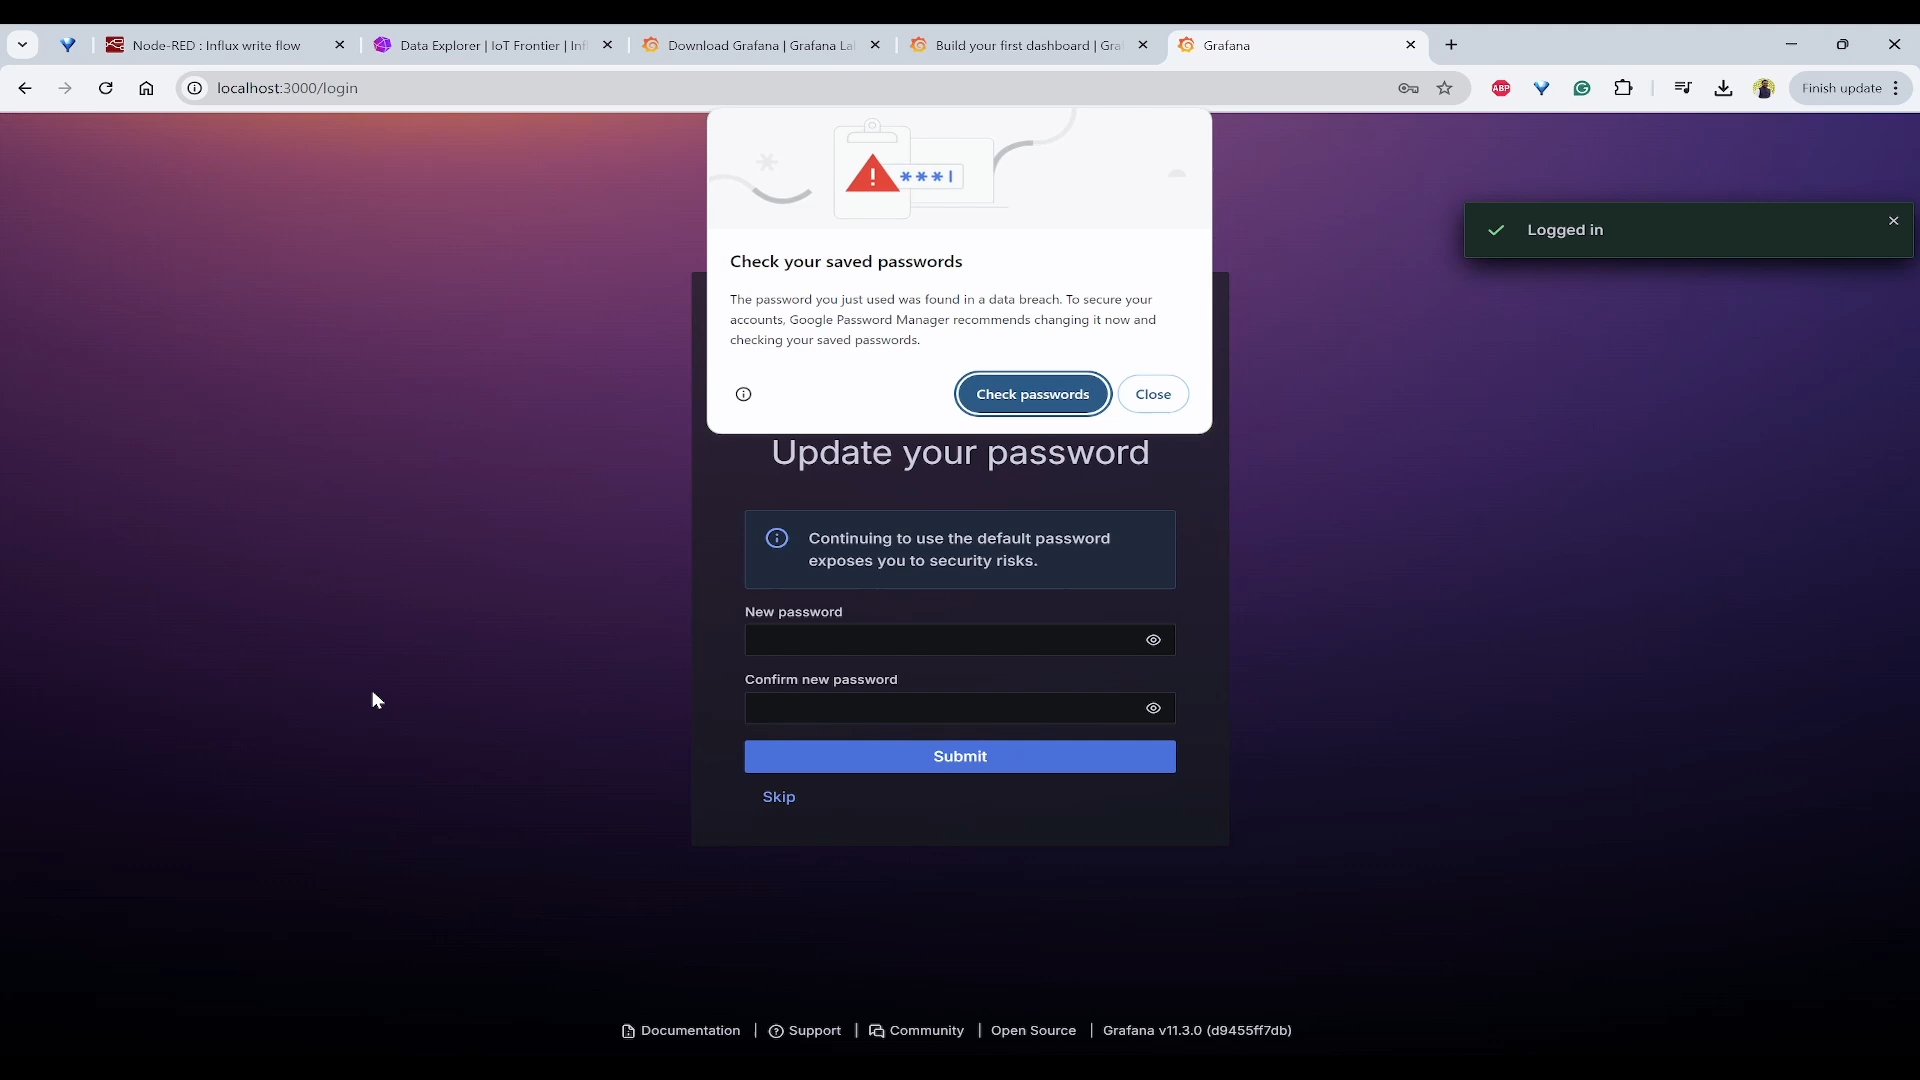 Node-RED : Influx write flow
Data Explorer | IoT Frontier | Inf
Download Grafana | Grafana La
Build your first dashboard | Gra
Grafana
localhost:3000/login
ABP
Finish update
***|
Check your saved passwords
The password you just used was found in a data breach. To secure your
accounts, Google Password Manager recommends changing it now and
checking your saved passwords.
Check passwords
Close
Logged in
Update your password
Continuing to use the default password
exposes you to security risks.
New password
Confirm new password
Submit
Skip
Documentation | Support | Community | Open Source | Grafana v11.3.0 (d9455ff7db)